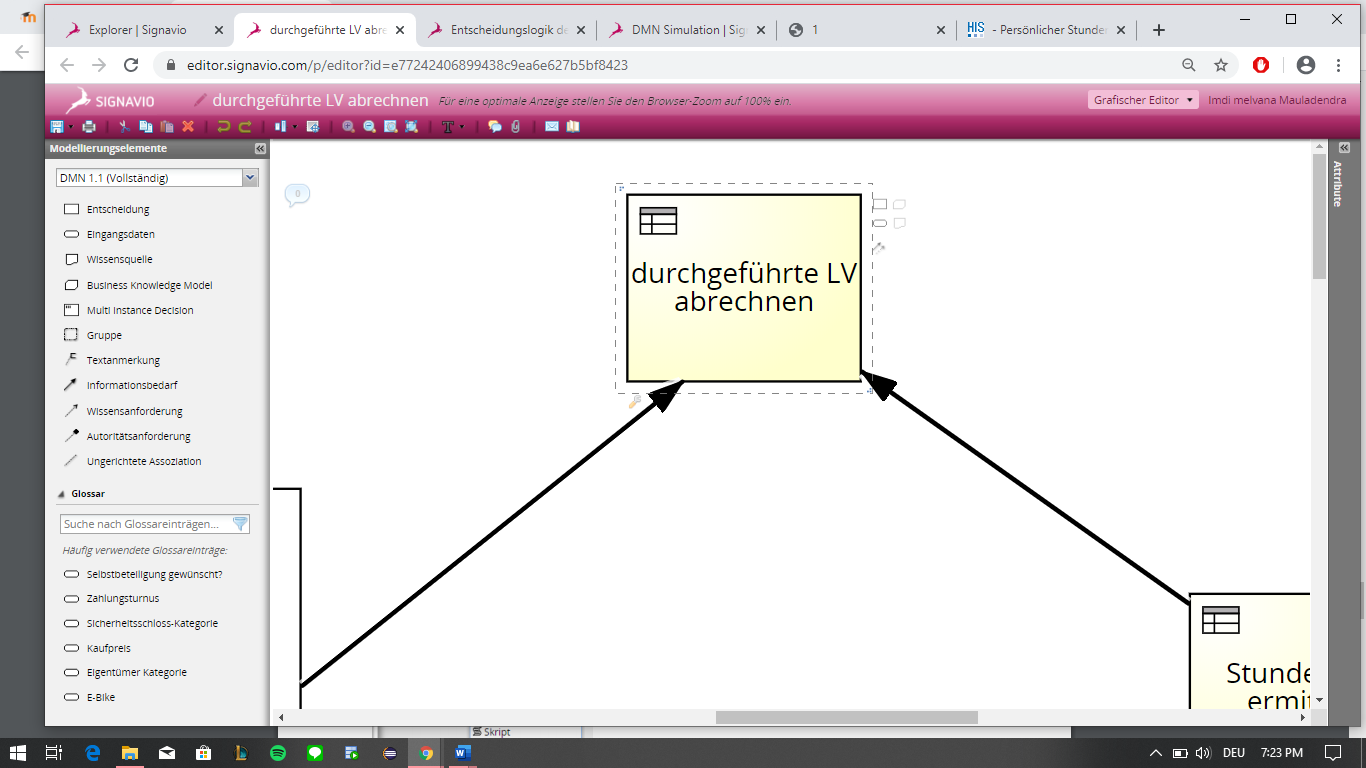 Explorer | Signavio
durchgeführte LV abre
Entscheidungslogik de
DMN Simulation | Sig
1
HIS
- Persönlicher Stunde
editor.signavio.com/p/editor?id=e77242406899438c9ea6e627b5bf8423
SIGNAVIO
durchgeführte LV abrechnen
Für eine optimale Anzeige stellen Sie den Browser-Zoom auf 100% ein.
Grafischer Editor
Imdi melvana Mauladendra
Modellierungselemente
DMN 1.1 (Vollständig)
Entscheidung
Eingangsdaten
Wissensquelle
Business Knowledge Model
Multi Instance Decision
Gruppe
Textanmerkung
Informationsbedarf
Wissensanforderung
Autoritätsanforderung
Ungerichtete Assoziation
Glossar
Suche nach Glossareinträgen...
Häufig verwendete Glossareinträge:
Selbstbeteiligung gewünscht?
Zahlungsturnus
Sicherheitsschloss-Kategorie
Kaufpreis
Eigentümer Kategorie
E-Bike
0
durchgeführte LV
abrechnen
Stunde
ermit
Attribute
Skript
DEU
7:23 PM